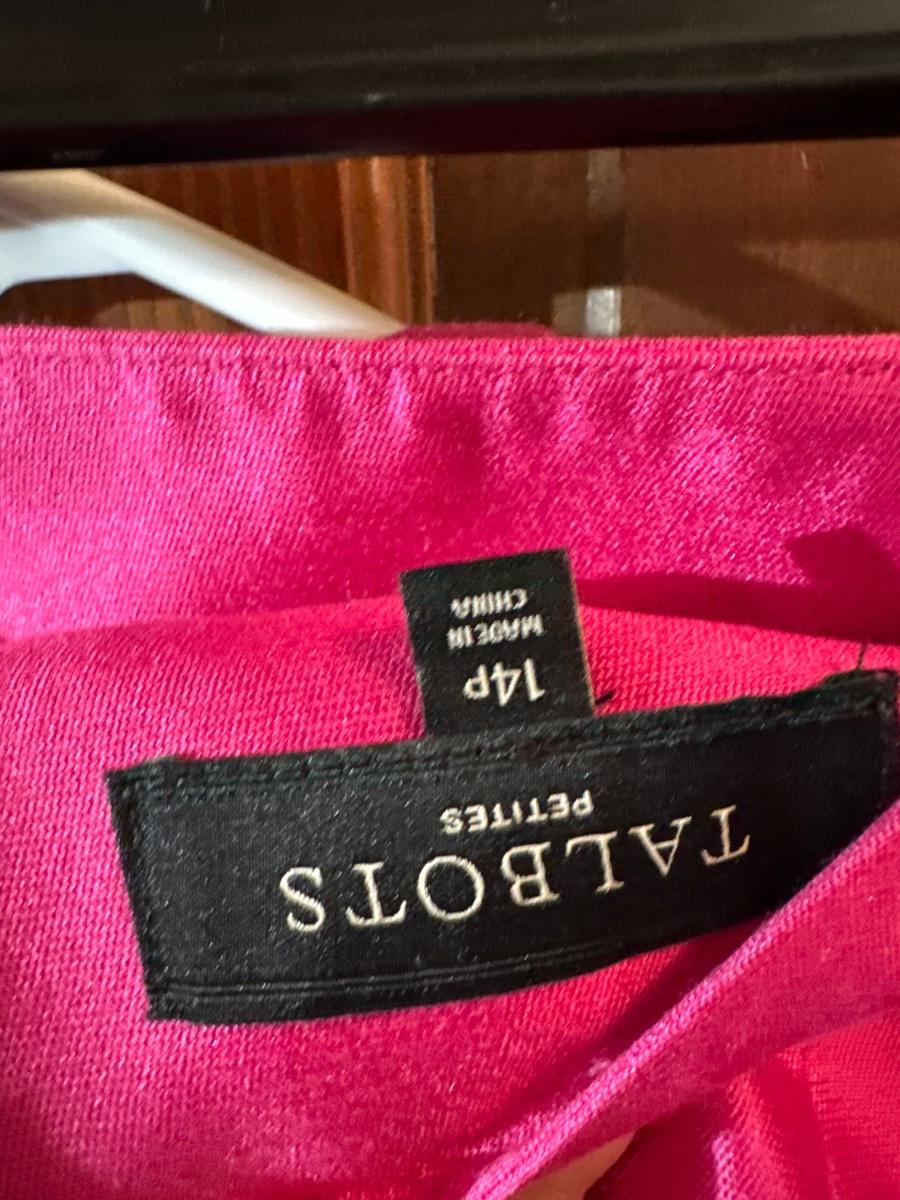 TALBOTS
PETITES
14P
MADE IN
CHINA